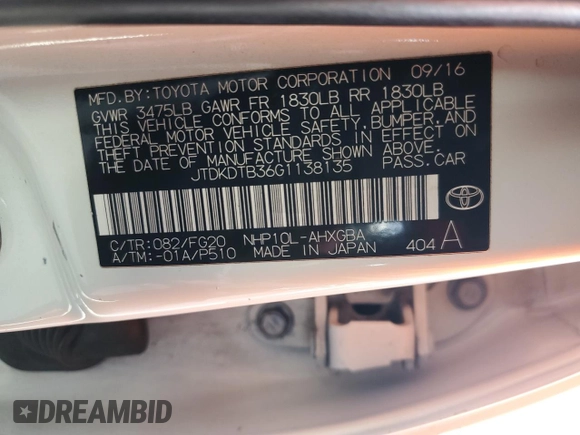 MFD.BY:TOYOTA MOTOR CORPORATION 09/16
GVWR 3475LB GAWR FR 1830LB RR 1830LB
THIS VEHICLE CONFORMS TO ALL APPLICABLE
FEDERAL MOTOR VEHICLE SAFETY, BUMPER, AND
THEFT PREVENTION STANDARDS IN EFFECT ON
THE DATE OF MANUFACTURE SHOWN ABOVE.
JTDKDTB36G1138135 PASS.CAR
C/TR:082/FG20 NHP10L-AHXGBA
A/TM:-01A/P510 MADE IN JAPAN 404 A
DREAMBID